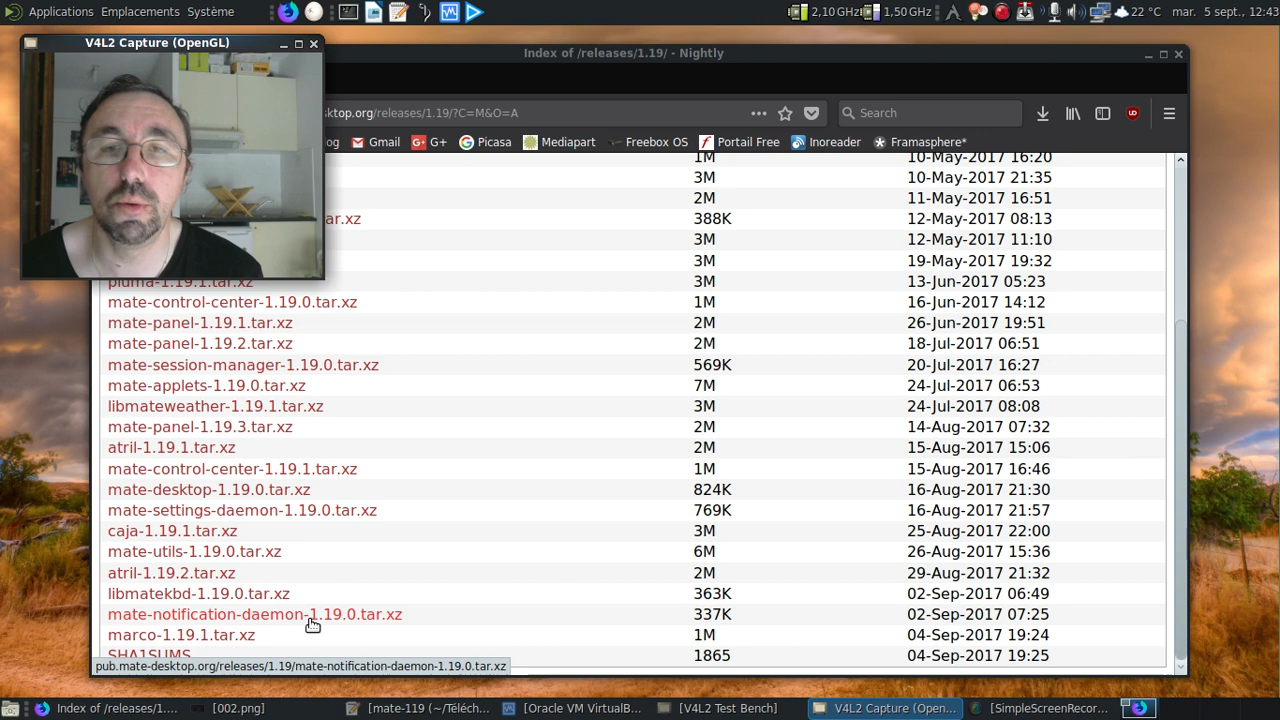 Applications Emplacements Système 2,10 GHz 1,50 GHz 22 °C mar. 5 sept., 12:43
V4L2 Capture (OpenGL)
Index of /releases/1.19/ - Nightly
ktop.org/releases/1.19/?C=M&O=A Search
og Gmail G+ Picasa Mediapart Freebox OS Portail Free Inoreader Framasphere*
1M 10-May-2017 16:20
3M 10-May-2017 21:35
2M 11-May-2017 16:51
ar.xz 388K 12-May-2017 08:13
3M 12-May-2017 11:10
3M 19-May-2017 19:32
pluma-1.19.1.tar.xz 3M 13-Jun-2017 05:23
mate-control-center-1.19.0.tar.xz 1M 16-Jun-2017 14:12
mate-panel-1.19.1.tar.xz 2M 26-Jun-2017 19:51
mate-panel-1.19.2.tar.xz 2M 18-Jul-2017 06:51
mate-session-manager-1.19.0.tar.xz 569K 20-Jul-2017 16:27
mate-applets-1.19.0.tar.xz 7M 24-Jul-2017 06:53
libmateweather-1.19.1.tar.xz 3M 24-Jul-2017 08:08
mate-panel-1.19.3.tar.xz 2M 14-Aug-2017 07:32
atril-1.19.1.tar.xz 2M 15-Aug-2017 15:06
mate-control-center-1.19.1.tar.xz 1M 15-Aug-2017 16:46
mate-desktop-1.19.0.tar.xz 824K 16-Aug-2017 21:30
mate-settings-daemon-1.19.0.tar.xz 769K 16-Aug-2017 21:57
caja-1.19.1.tar.xz 3M 25-Aug-2017 22:00
mate-utils-1.19.0.tar.xz 6M 26-Aug-2017 15:36
atril-1.19.2.tar.xz 2M 29-Aug-2017 21:32
libmatekbd-1.19.0.tar.xz 363K 02-Sep-2017 06:49
mate-notification-daemon-1.19.0.tar.xz 337K 02-Sep-2017 07:25
marco-1.19.1.tar.xz 1M 04-Sep-2017 19:24
SHA1SUMS 1865 04-Sep-2017 19:25
pub.mate-desktop.org/releases/1.19/mate-notification-daemon-1.19.0.tar.xz
Index of /releases/1.... [002.png] [mate-119 (~/Téléch... [Oracle VM VirtualB... [V4L2 Test Bench] V4L2 Capture (Open... [SimpleScreenRecor...